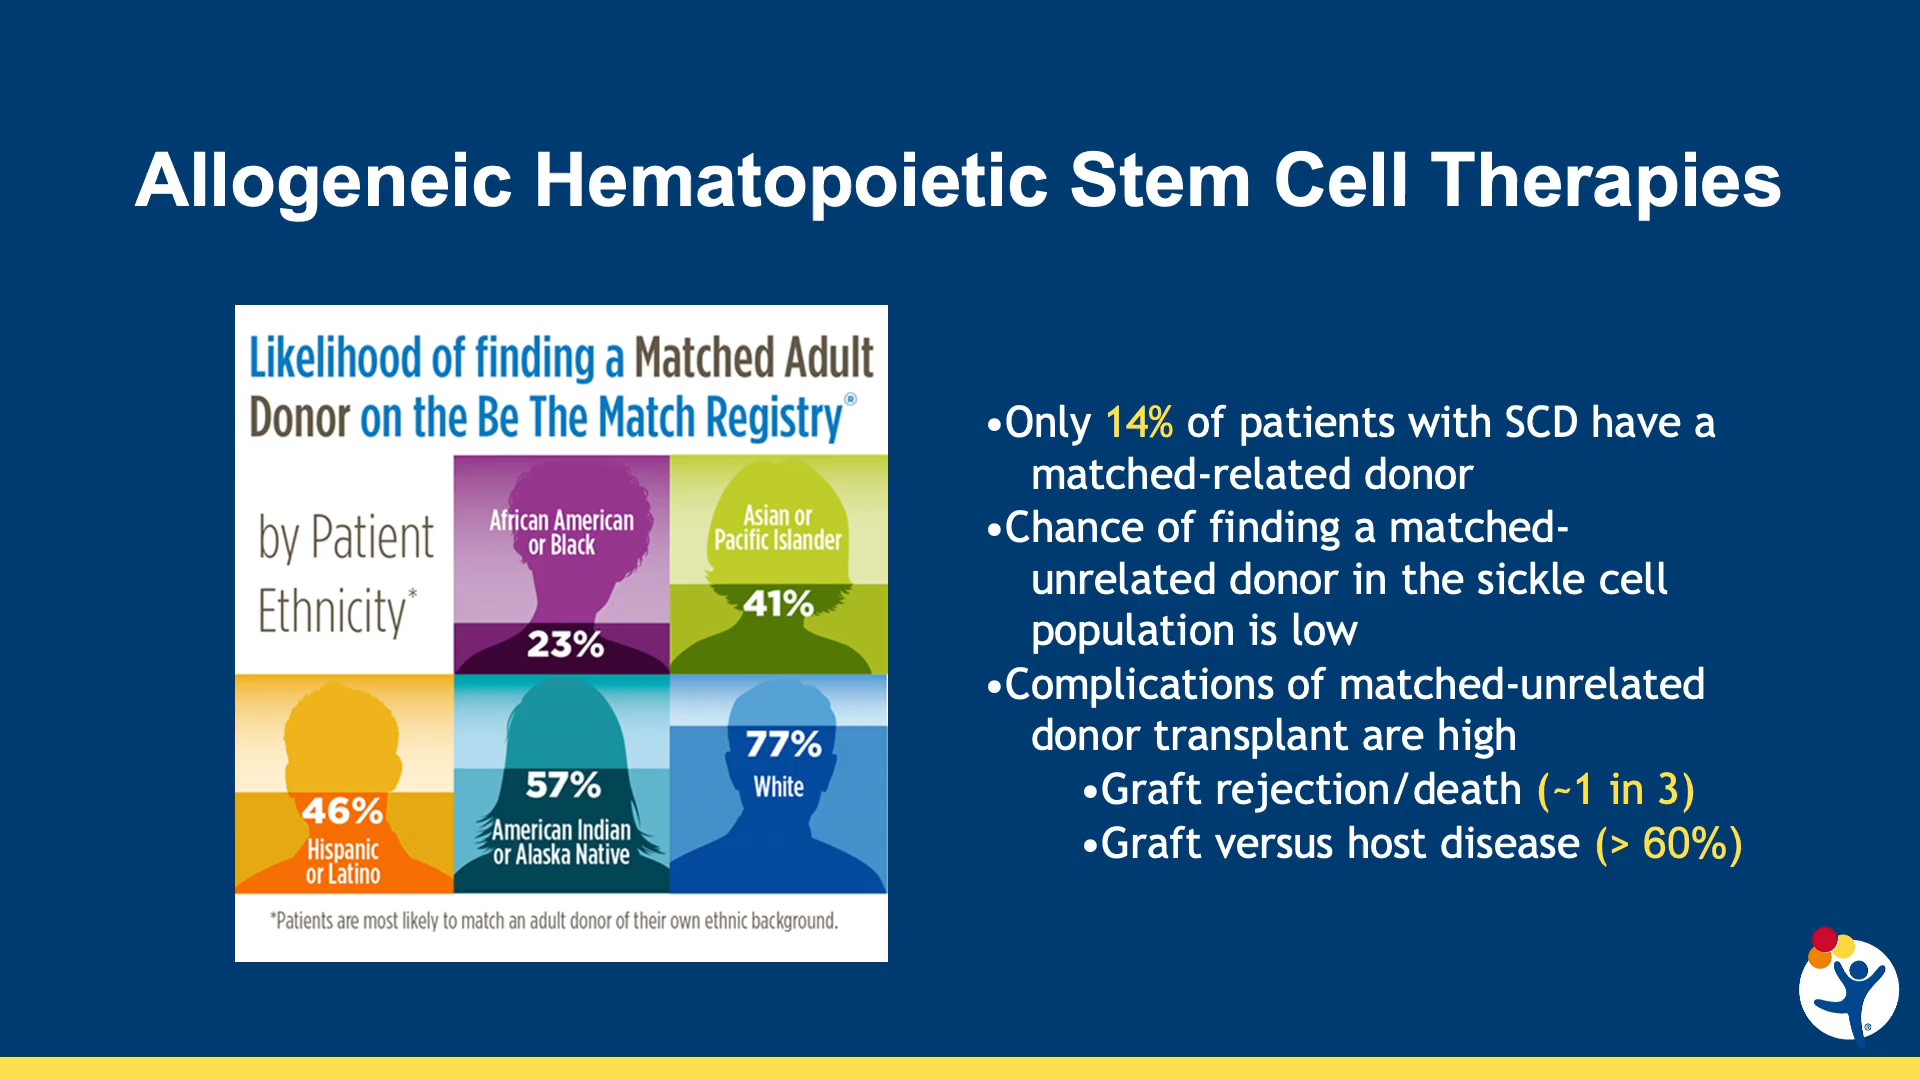 Allogeneic Hematopoietic Stem Cell Therapies
Likelihood of finding a Matched Adult
Donor on the Be The Match Registry®
by Patient
Ethnicity*
African American
or Black
23%
Asian or
Pacific Islander
41%
46%
Hispanic
or Latino
57%
American Indian
or Alaska Native
77%
White
*Patients are most likely to match an adult donor of their own ethnic background.
•Only 14% of patients with SCD have a
matched-related donor
•Chance of finding a matched-
unrelated donor in the sickle cell
population is low
•Complications of matched-unrelated
donor transplant are high
•Graft rejection/death (~1 in 3)
•Graft versus host disease (> 60%)
®